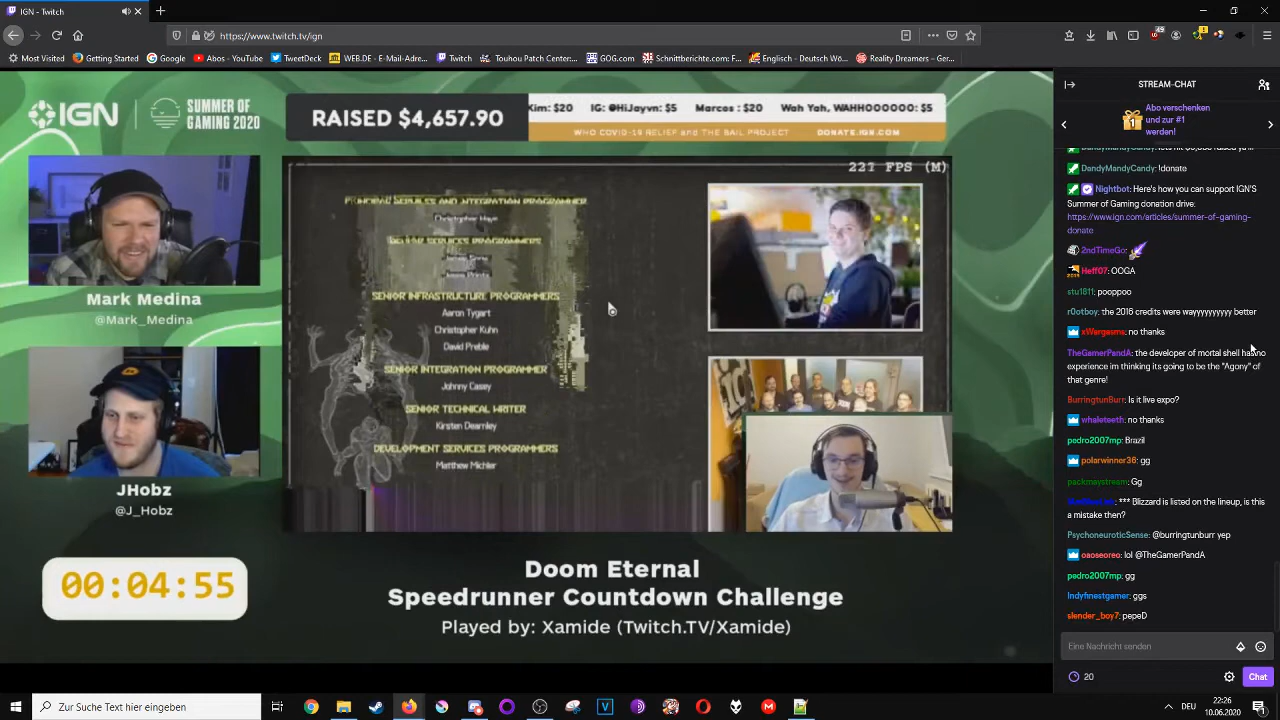 IGN - Twitch
https://www.twitch.tv/ign
Most Visited Getting Started Google Abos - YouTube TweetDeck WEB.DE - E-Mail-Adre... Twitch Touhou Patch Center:... GOG.com Schnittberichte.com: F... Englisch - Deutsch Wo... Reality Dreamers – Ger...
IGN
SUMMER OF
GAMING 2020
RAISED $4,657.90
Kim: $20 IG: @HiJayvn: $5 Marcos : $20 Wah Yah, WAHHOOOOOO: $5
WHO COVID-19 RELIEF and THE BAIL PROJECT DONATE.IGN.COM
Mark Medina
@Mark_Medina
JHobz
@J_Hobz
00:04:55
227 FPS (M)
SENIOR INFRASTRUCTURE PROGRAMMERS
Aaron Tygart
Christopher Kuhn
David Preble
SENIOR INTEGRATION PROGRAMMER
Johnny Casey
SENIOR TECHNICAL WRITER
Kirsten Dearnley
DEVELOPMENT SERVICES PROGRAMMERS
Matthew Michler
Doom Eternal
Speedrunner Countdown Challenge
Played by: Xamide (Twitch.TV/Xamide)
STREAM-CHAT
Abo verschenken
und zur #1
werden!
DandyMandyCandy: !donate
Nightbot: Here's how you can support IGN'S
Summer of Gaming donation drive:
https://www.ign.com/articles/summer-of-gaming-
donate
2ndTimeGo:
Heff07: OOGA
stu1811: pooppoo
r0otboy: the 2016 credits were wayyyyyyyyy better
xWargasms: no thanks
TheGamerPandA: the developer of mortal shell has no
experience im thinking its going to be the "Agony" of
that genre!
BurringtunBurr: Is it live expo?
whaleteeth: no thanks
pedro2007mp: Brazil
polarwinner36: gg
packmaystream: Gg
*** Blizzard is listed on the lineup, is this
a mistake then?
PsychoneuroticSense: @burringtunburr yep
oaoseoreo: lol @TheGamerPandA
pedro2007mp: gg
Indyfinestgamer: ggs
slender_boy7: pepeD
Eine Nachricht senden
20
Chat
Zur Suche Text hier eingeben
DEU
22:26
10.06.2020